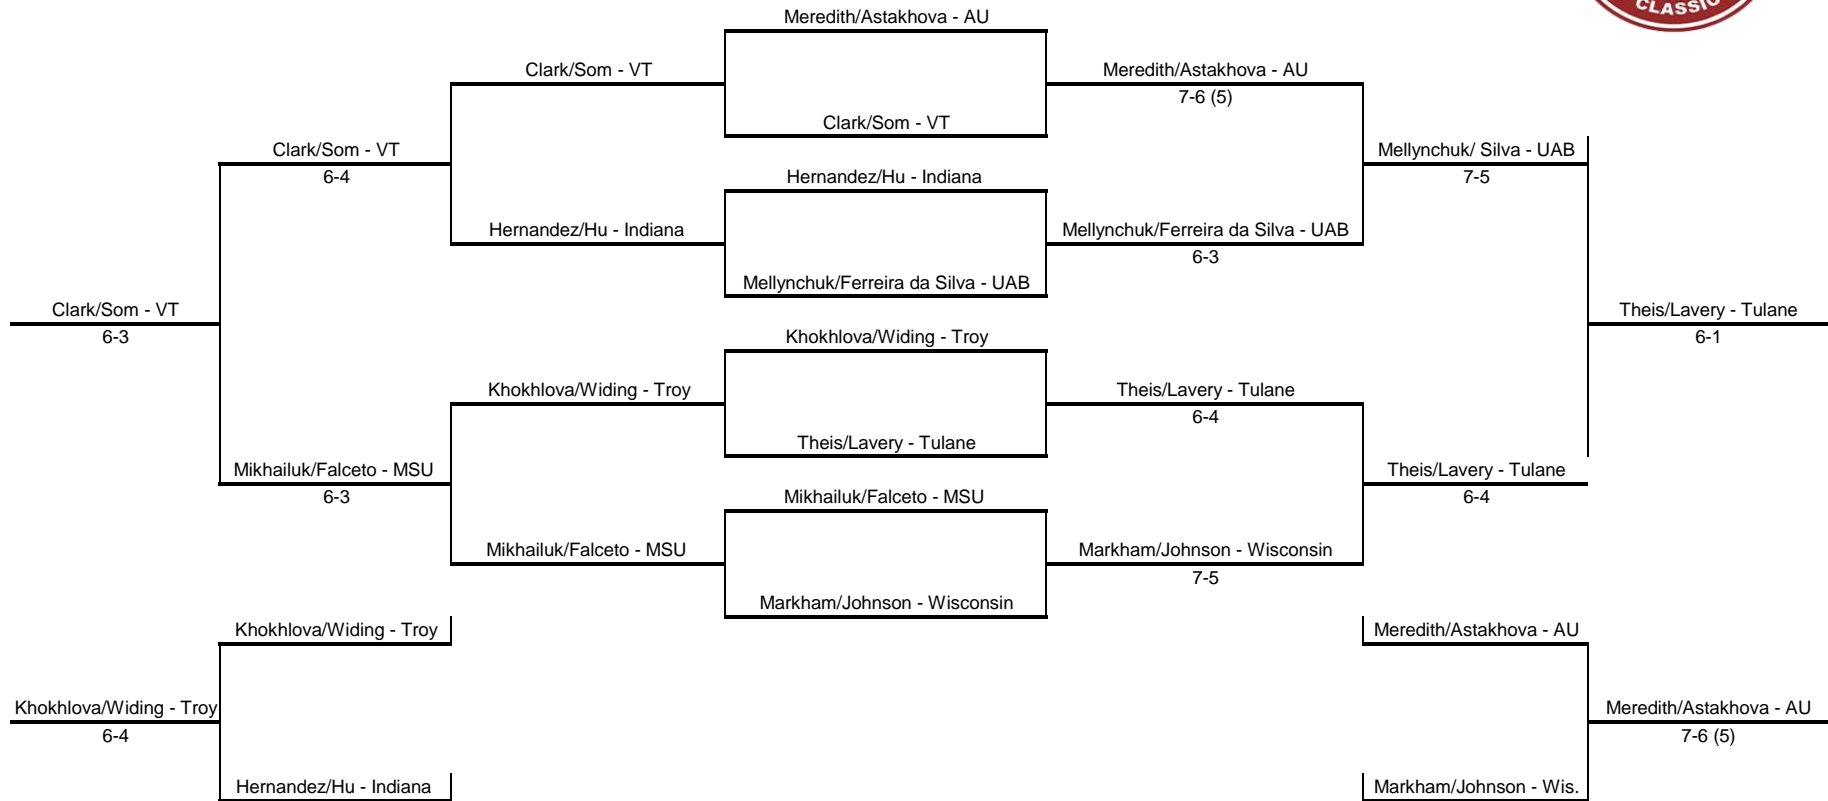 CLASSIC
Meredith/Astakhova - AU
Clark/Som - VT
Meredith/Astakhova - AU
7-6 (5)
Clark/Som - VT
Clark/Som - VT
6-4
Mellynchuk/ Silva - UAB
7-5
Hernandez/Hu - Indiana
Hernandez/Hu - Indiana
Mellynchuk/Ferreira da Silva - UAB
6-3
Mellynchuk/Ferreira da Silva - UAB
Clark/Som - VT
6-3
Theis/Lavery - Tulane
6-1
Khokhlova/Widing - Troy
Khokhlova/Widing - Troy
Theis/Lavery - Tulane
6-4
Theis/Lavery - Tulane
Mikhailuk/Falceto - MSU
6-3
Theis/Lavery - Tulane
6-4
Mikhailuk/Falceto - MSU
Mikhailuk/Falceto - MSU
Markham/Johnson - Wisconsin
7-5
Markham/Johnson - Wisconsin
Khokhlova/Widing - Troy
Meredith/Astakhova - AU
Khokhlova/Widing - Troy
6-4
Meredith/Astakhova - AU
7-6 (5)
Hernandez/Hu - Indiana
Markham/Johnson - Wis.